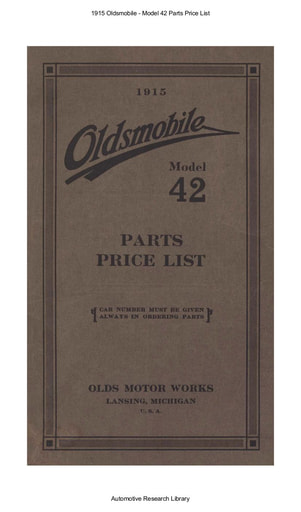 1915 Oldsmobile - Model 42 Parts Price List
1915
Oldsmobile
Model
42
PARTS
PRICE LIST
CAR NUMBER MUST BE GIVEN
ALWAYS IN ORDERING PARTS
OLDS MOTOR WORKS
LANSING, MICHIGAN
U. S. A.
Automotive Research Library